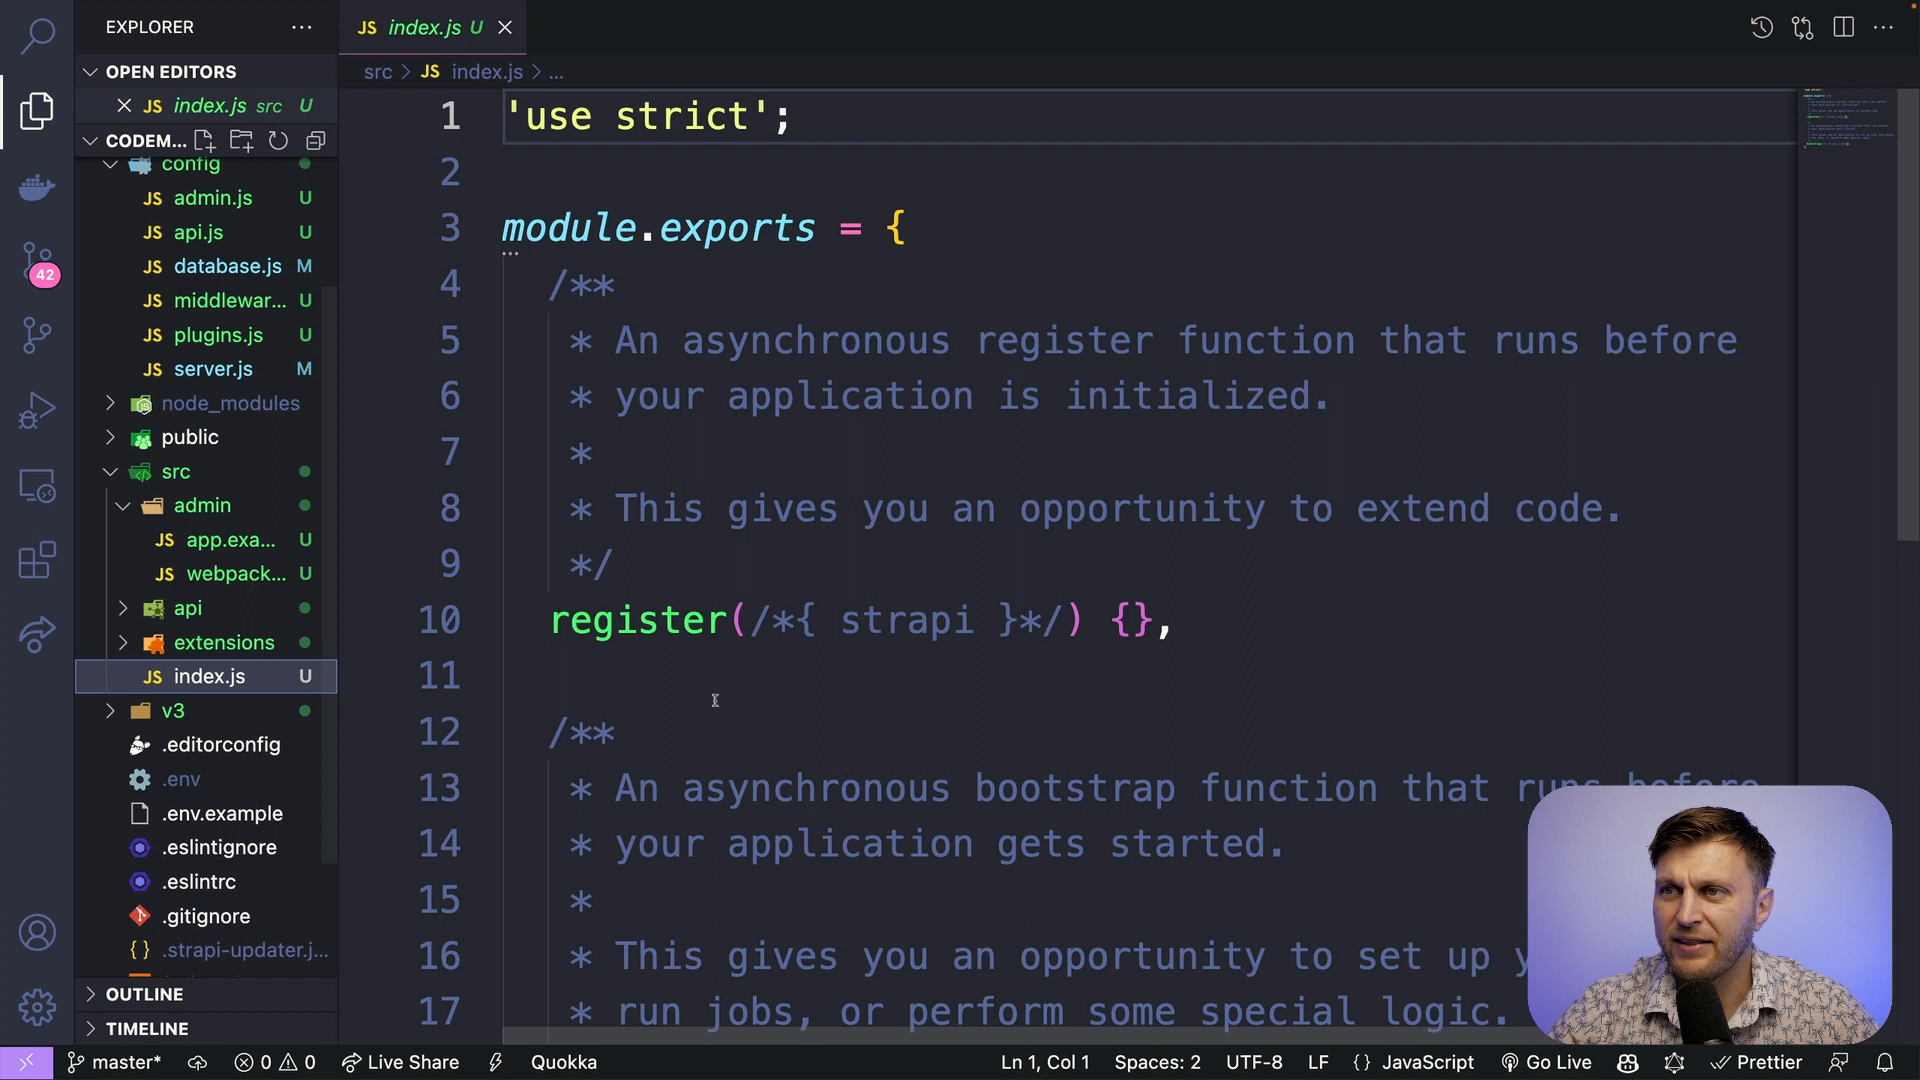 EXPLORER
JS index.js U
OPEN EDITORS
JS index.js src U
CODEM...
config
JS admin.js U
JS api.js U
JS database.js M
JS middlewar... U
JS plugins.js U
JS server.js M
node_modules
public
src
admin
JS app.exa... U
JS webpack... U
api
extensions
JS index.js U
v3
.editorconfig
.env
.env.example
.eslintignore
.eslintrc
.gitignore
{} .strapi-updater.j...
OUTLINE
TIMELINE
42
src > JS index.js > ...
1 'use strict';
2
3 module.exports = {
4 /**
5 * An asynchronous register function that runs before
6 * your application is initialized.
7 *
8 * This gives you an opportunity to extend code.
9 */
10 register(/*{ strapi }*/) {},
11
12 /**
13 * An asynchronous bootstrap function that runs before
14 * your application gets started.
15 *
16 * This gives you an opportunity to set up
17 * run jobs, or perform some special logic.
master* 0 0 Live Share Quokka Ln 1, Col 1 Spaces: 2 UTF-8 LF {} JavaScript Go Live Prettier